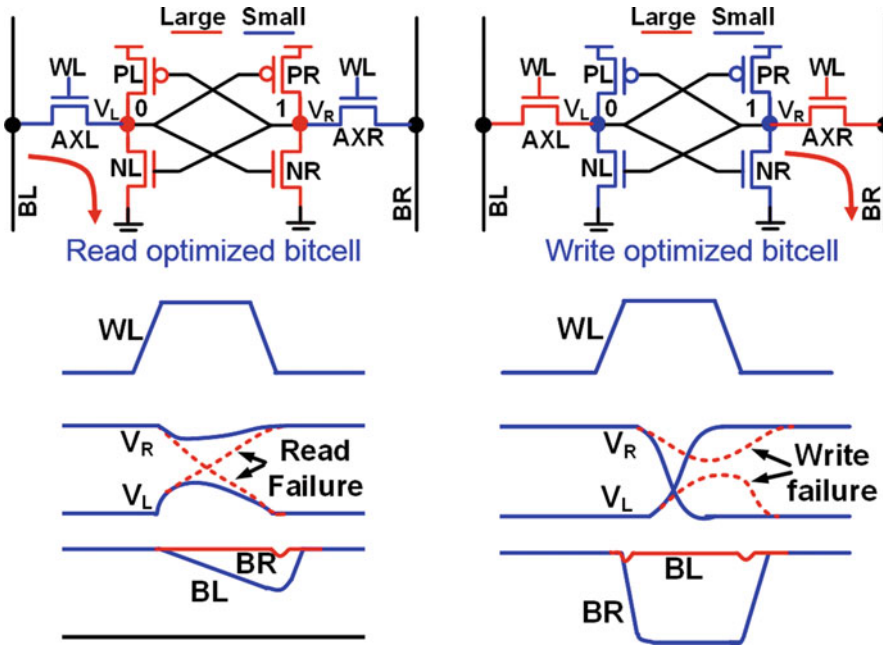 Large Small
WL PL PR WL
VL 0 1 VR
AXL AXR
NL NR
BL BR
Read optimized bitcell
Large Small
WL PL PR WL
VL 0 1 VR
AXL AXR
NL NR
BL BR
Write optimized bitcell
WL
VR
VL
Read
Failure
BR
BL
WL
VR
VL
Write
failure
BL
BR